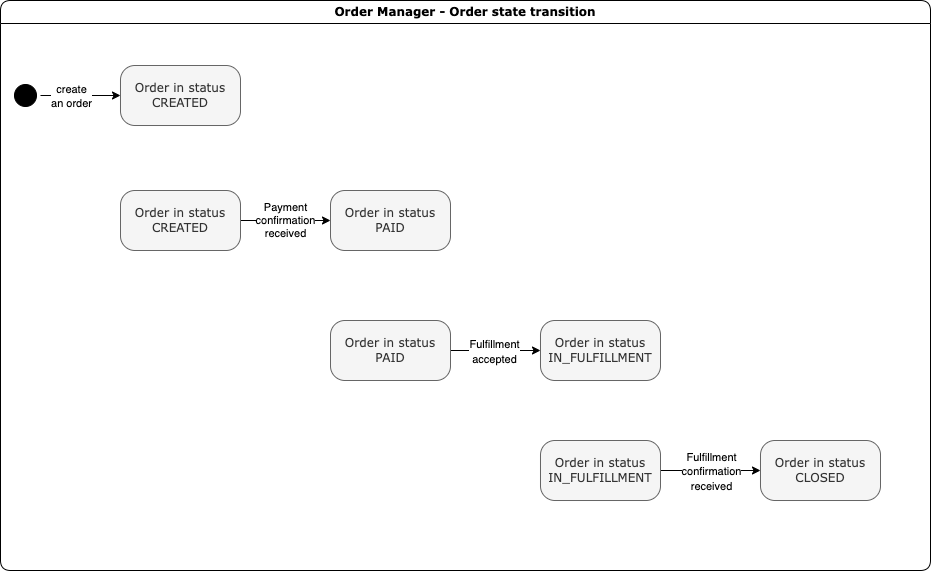 Order Manager - Order state transition
create
an order
Order in status
CREATED
Order in status
CREATED
Payment
confirmation
received
Order in status
PAID
Order in status
PAID
Fulfillment
accepted
Order in status
IN_FULFILLMENT
Order in status
IN_FULFILLMENT
Fulfillment
confirmation
received
Order in status
CLOSED